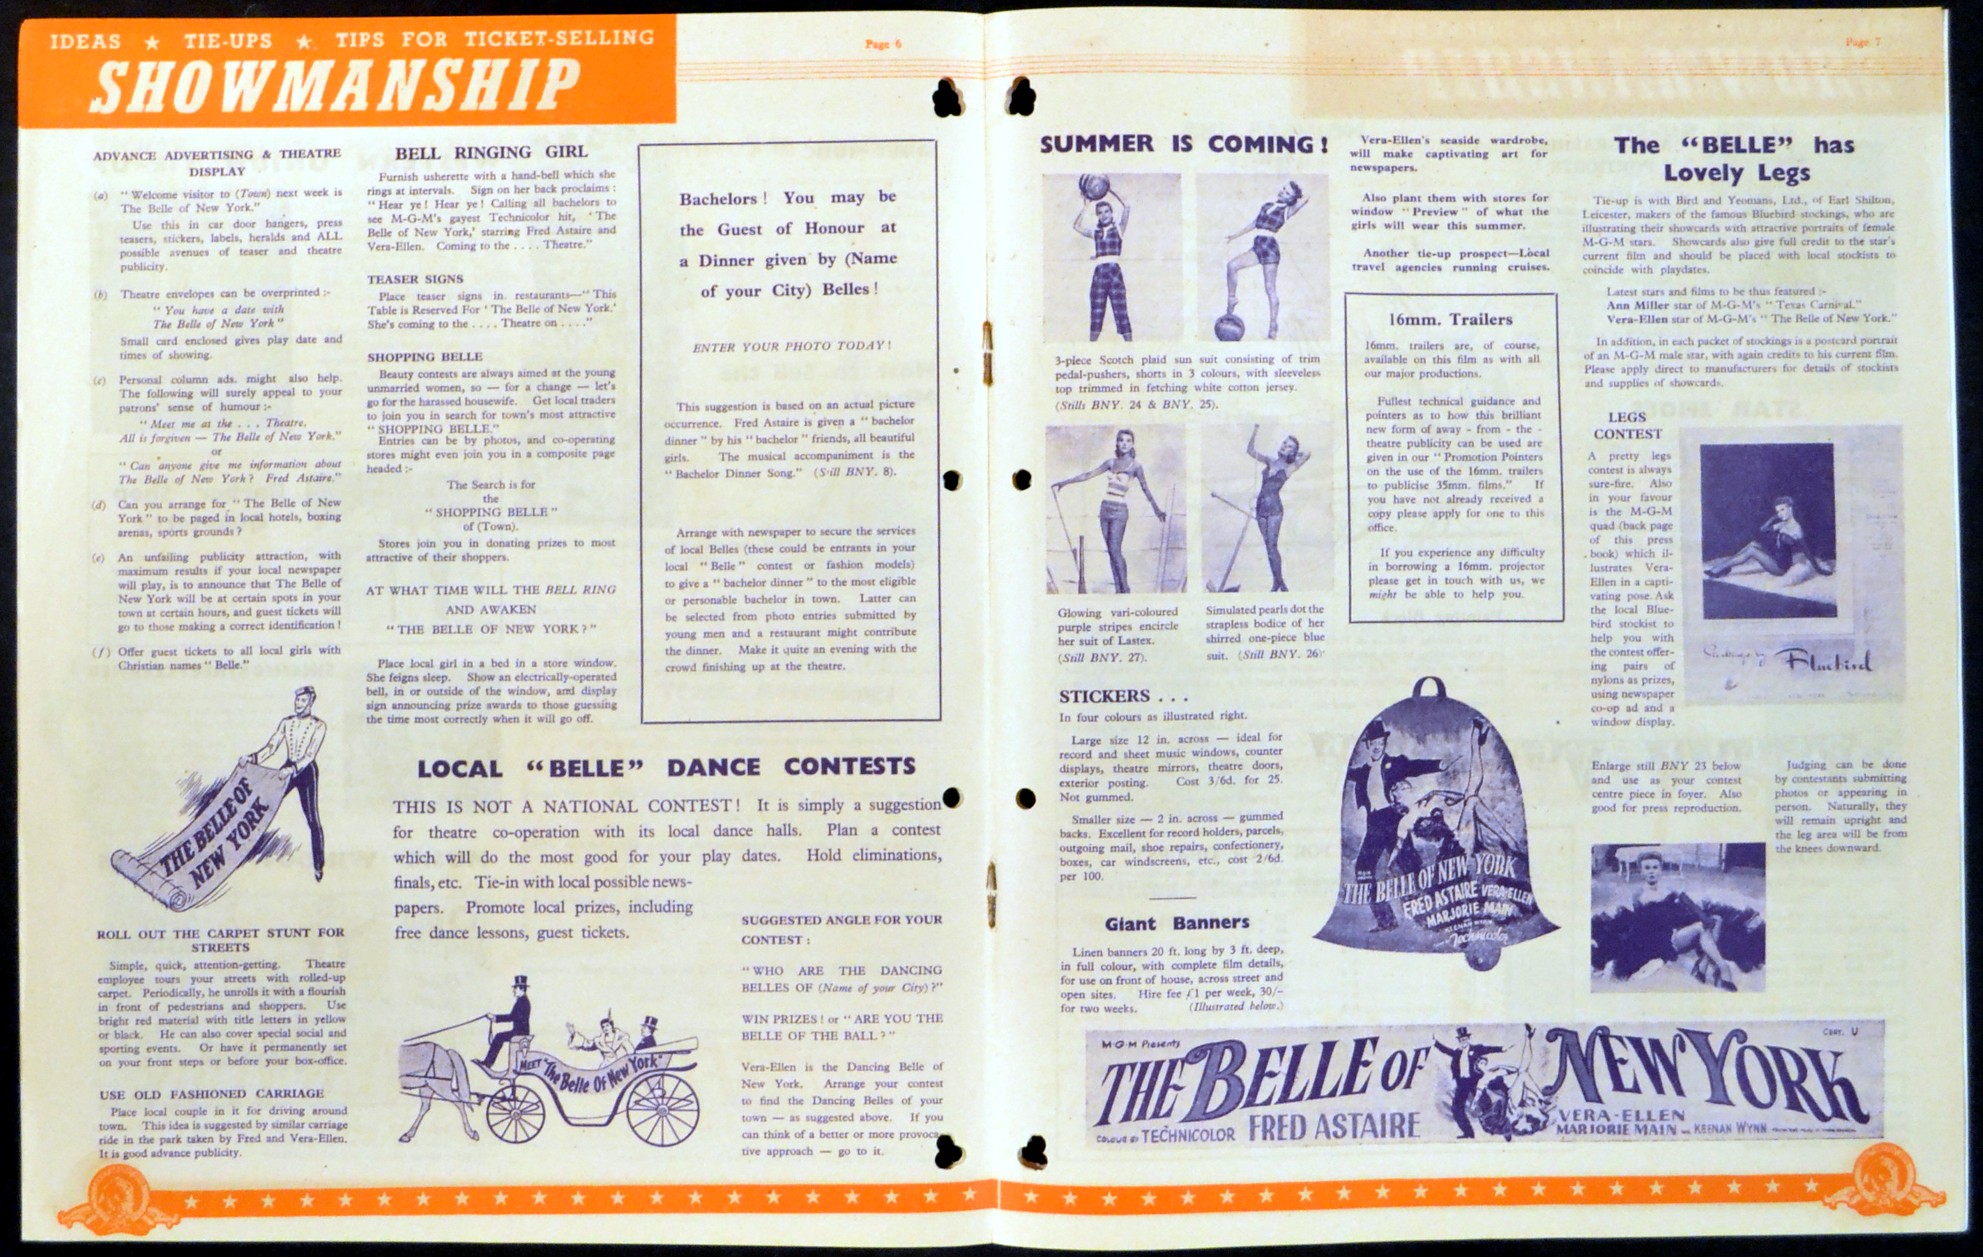 IDEAS ★ TIE-UPS ★ TIPS FOR TICKET-SELLING
SHOWMANSHIP
Page 6
ADVANCE ADVERTISING & THEATRE
DISPLAY
(a) "Welcome visitor to (Town) next week is
The Belle of New York."
Use this in car door hangers, press
teasers, stickers, labels, heralds and ALL
possible avenues of teaser and theatre
publicity.
(b) Theatre envelopes can be overprinted :-
"You have a date with
The Belle of New York"
Small card enclosed gives play date and
times of showing.
(c) Personal column ads. might also help.
The following will surely appeal to your
patrons' sense of humour :-
"Meet me at the . . . Theatre.
All is forgiven — The Belle of New York."
or
"Can anyone give me information about
The Belle of New York? Fred Astaire."
(d) Can you arrange for "The Belle of New
York" to be paged in local hotels, boxing
arenas, sports grounds?
(e) An unfailing publicity attraction, with
maximum results if your local newspaper
will play, is to announce that The Belle of
New York will be at certain spots in your
town at certain hours, and guest tickets will
go to those making a correct identification!
(f) Offer guest tickets to all local girls with
Christian names "Belle."
THE BELLE OF
NEW YORK
ROLL OUT THE CARPET STUNT FOR
STREETS
Simple, quick, attention-getting. Theatre
employee tours your streets with rolled-up
carpet. Periodically, he unrolls it with a flourish
in front of pedestrians and shoppers. Use
bright red material with title letters in yellow
or black. He can also cover special social and
sporting events. Or have it permanently set
on your front steps or before your box-office.
USE OLD FASHIONED CARRIAGE
Place local couple in it for driving around
town. This idea is suggested by similar carriage
ride in the park taken by Fred and Vera-Ellen.
It is good advance publicity.
BELL RINGING GIRL
Furnish usherette with a hand-bell which she
rings at intervals. Sign on her back proclaims :
"Hear ye! Hear ye! Calling all bachelors to
see M-G-M's gayest Technicolor hit, 'The
Belle of New York,' starring Fred Astaire and
Vera-Ellen. Coming to the . . . . Theatre."
TEASER SIGNS
Place teaser signs in restaurants—"This
Table is Reserved For 'The Belle of New York.'
She's coming to the . . . . Theatre on . . . ."
SHOPPING BELLE
Beauty contests are always aimed at the young
unmarried women, so — for a change — let's
go for the harassed housewife. Get local traders
to join you in search for town's most attractive
"SHOPPING BELLE."
Entries can be by photos, and co-operating
stores might even join you in a composite page
headed :-
The Search is for
the
"SHOPPING BELLE"
of (Town).
Stores join you in donating prizes to most
attractive of their shoppers.
AT WHAT TIME WILL THE BELL RING
AND AWAKEN
"THE BELLE OF NEW YORK?"
Place local girl in a bed in a store window.
She feigns sleep. Show an electrically-operated
bell, in or outside of the window, and display
sign announcing prize awards to those guessing
the time most correctly when it will go off.
Bachelors! You may be
the Guest of Honour at
a Dinner given by (Name
of your City) Belles!
ENTER YOUR PHOTO TODAY!
This suggestion is based on an actual picture
occurrence. Fred Astaire is given a "bachelor
dinner" by his "bachelor" friends, all beautiful
girls. The musical accompaniment is the
"Bachelor Dinner Song." (Still BNY. 8).
Arrange with newspaper to secure the services
of local Belles (these could be entrants in your
local "Belle" contest or fashion models)
to give a "bachelor dinner" to the most eligible
or personable bachelor in town. Latter can
be selected from photo entries submitted by
young men and a restaurant might contribute
the dinner. Make it quite an evening with the
crowd finishing up at the theatre.
LOCAL "BELLE" DANCE CONTESTS
THIS IS NOT A NATIONAL CONTEST! It is simply a suggestion
for theatre co-operation with its local dance halls. Plan a contest
which will do the most good for your play dates. Hold eliminations,
finals, etc. Tie-in with local possible news-
papers. Promote local prizes, including
free dance lessons, guest tickets.
MEET "The Belle Of New York"
SUGGESTED ANGLE FOR YOUR
CONTEST :
"WHO ARE THE DANCING
BELLES OF (Name of your City)?"
WIN PRIZES! or "ARE YOU THE
BELLE OF THE BALL?"
Vera-Ellen is the Dancing Belle of
New York. Arrange your contest
to find the Dancing Belles of your
town — as suggested above. If you
can think of a better or more provoca-
tive approach — go to it.
Page 7
SUMMER IS COMING!
3-piece Scotch plaid sun suit consisting of trim
pedal-pushers, shorts in 3 colours, with sleeveless
top trimmed in fetching white cotton jersey.
(Stills BNY. 24 & BNY. 25).
Glowing vari-coloured
purple stripes encircle
her suit of Lastex.
(Still BNY. 27).
Simulated pearls dot the
strapless bodice of her
shirred one-piece blue
suit. (Still BNY. 26)
Vera-Ellen's seaside wardrobe,
will make captivating art for
newspapers.
Also plant them with stores for
window "Preview" of what the
girls will wear this summer.
Another tie-up prospect—Local
travel agencies running cruises.
16mm. Trailers
16mm. trailers are, of course,
available on this film as with all
our major productions.
Fullest technical guidance and
pointers as to how this brilliant
new form of away - from - the -
theatre publicity can be used are
given in our "Promotion Pointers
on the use of the 16mm. trailers
to publicise 35mm. films." If
you have not already received a
copy please apply for one to this
office.
If you experience any difficulty
in borrowing a 16mm. projector
please get in touch with us, we
might be able to help you.
STICKERS . . .
In four colours as illustrated right.
Large size 12 in. across — ideal for
record and sheet music windows, counter
displays, theatre mirrors, theatre doors,
exterior posting. Cost 3/6d. for 25.
Not gummed.
Smaller size — 2 in. across — gummed
backs. Excellent for record holders, parcels,
outgoing mail, shoe repairs, confectionery,
boxes, car windscreens, etc., cost 2/6d.
per 100.
Giant Banners
Linen banners 20 ft. long by 3 ft. deep,
in full colour, with complete film details,
for use on front of house, across street and
open sites. Hire fee £1 per week, 30/-
for two weeks. (Illustrated below.)
THE BELLE OF NEW YORK
FRED ASTAIRE VERA-ELLEN
MARJORIE MAIN
KEENAN WYNN
Technicolor
The "BELLE" has
Lovely Legs
Tie-up is with Bird and Yeomans, Ltd., of Earl Shilton,
Leicester, makers of the famous Bluebird stockings, who are
illustrating their showcards with attractive portraits of female
M-G-M stars. Showcards also give full credit to the star's
current film and should be placed with local stockists to
coincide with playdates.
Latest stars and films to be thus featured :-
Ann Miller star of M-G-M's "Texas Carnival."
Vera-Ellen star of M-G-M's "The Belle of New York."
In addition, in each packet of stockings is a postcard portrait
of an M-G-M male star, with again credits to his current film.
Please apply direct to manufacturers for details of stockists
and supplies of showcards.
LEGS
CONTEST
A pretty legs
contest is always
sure-fire. Also
in your favour
is the M-G-M
quad (back page
of this press
book) which il-
lustrates Vera-
Ellen in a capti-
vating pose. Ask
the local Blue-
bird stockist to
help you with
the contest offer-
ing pairs of
nylons as prizes,
using newspaper
co-op ad and a
window display.
Bluebird
Enlarge still BNY 23 below
and use as your contest
centre piece in foyer. Also
good for press reproduction.
Judging can be done
by contestants submitting
photos or appearing in
person. Naturally, they
will remain upright and
the leg area will be from
the knees downward.
M-G-M Presents
THE BELLE OF NEW YORK
CERT. U
COLOUR BY TECHNICOLOR FRED ASTAIRE
VERA-ELLEN
MARJORIE MAIN KEENAN WYNN